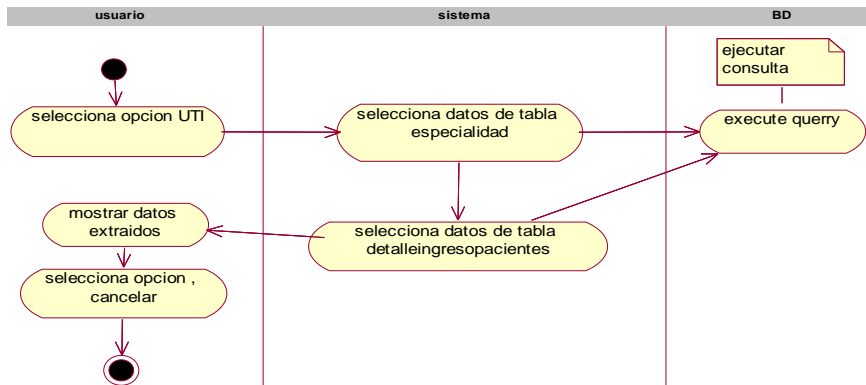 usuario
sistema
BD
ejecutar
consulta
selecciona opcion UTI
selecciona datos de tabla
especialidad
execute querry
mostrar datos
extraidos
selecciona datos de tabla
detalleingresopacientes
selecciona opcion ,
cancelar